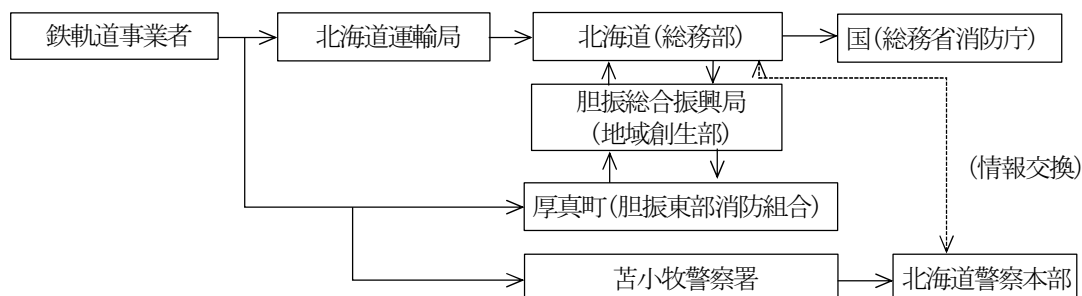 鉄軌道事業者
北海道運輸局
北海道(総務部)
国(総務省消防庁)
胆振総合振興局
(地域創生部)
(情報交換)
厚真町(胆振東部消防組合)
苫小牧警察署
北海道警察本部